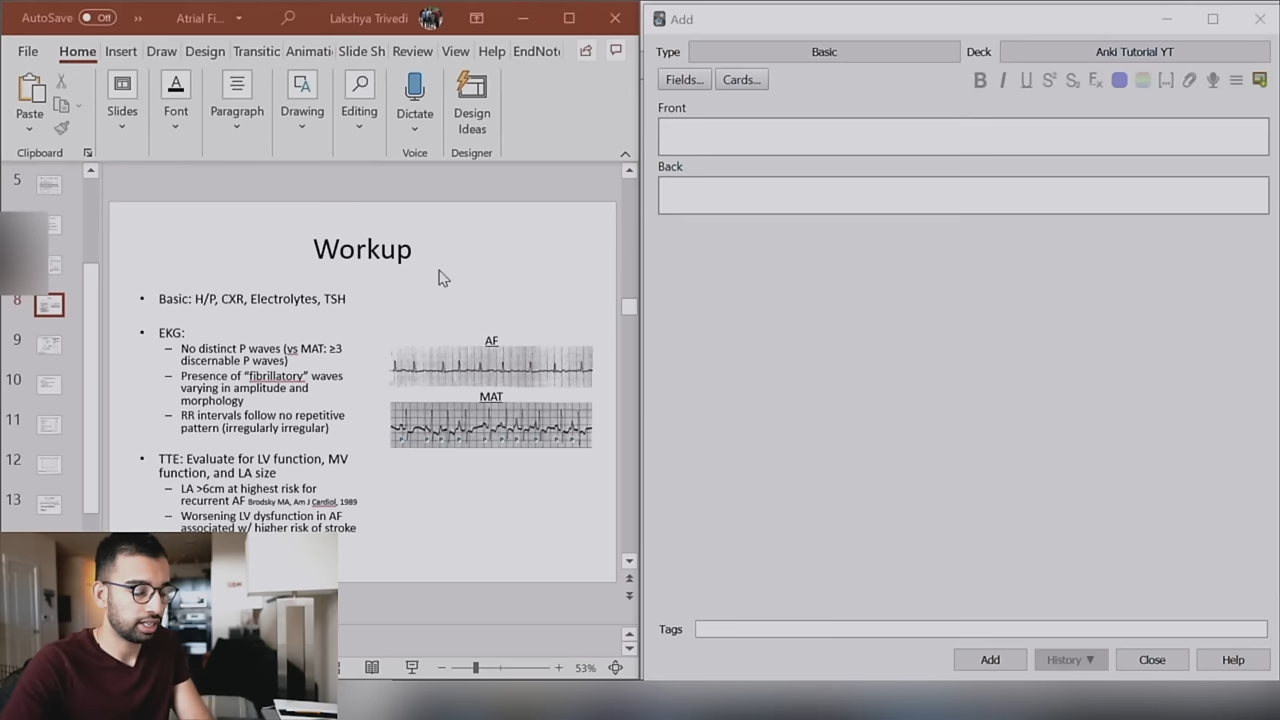 AutoSave Off Atrial Fi... Lakshya Trivedi
File Home Insert Draw Design Transitic Animati Slide Sh Review View Help EndNot
Paste Slides Font Paragraph Drawing Editing Dictate Design Ideas
Clipboard Voice Designer
5
8
9
10
11
12
13
Workup
• Basic: H/P, CXR, Electrolytes, TSH
• EKG:
– No distinct P waves (vs MAT: ≥3
discernable P waves)
– Presence of “fibrillatory” waves
varying in amplitude and
morphology
– RR intervals follow no repetitive
pattern (irregularly irregular)
• TTE: Evaluate for LV function, MV
function, and LA size
– LA >6cm at highest risk for
recurrent AF Brodsky MA, Am J Cardiol, 1989
– Worsening LV dysfunction in AF
associated w/ higher risk of stroke
AF
MAT
53%
Add
Type Basic Deck Anki Tutorial YT
Fields... Cards...
Front
Back
Tags
Add History ▼ Close Help